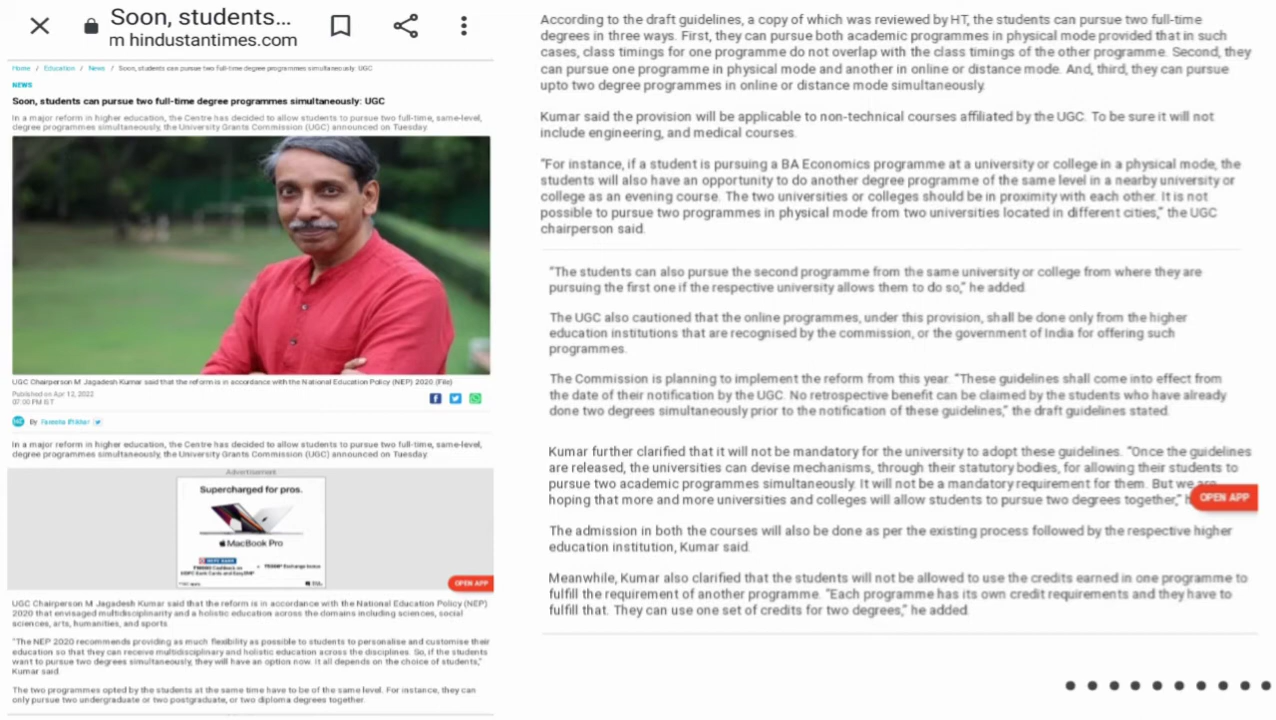 Soon, students...
m hindustantimes.com
Home / Education / News / Soon, students can pursue two full-time degree programmes simultaneously: UGC
NEWS
Soon, students can pursue two full-time degree programmes simultaneously: UGC
In a major reform in higher education, the Centre has decided to allow students to pursue two full-time, same-level,
degree programmes simultaneously, the University Grants Commission (UGC) announced on Tuesday
UGC Chairperson M Jagadesh Kumar said that the reform is in accordance with the National Education Policy (NEP) 2020 (File)
Published on Apr 12, 2022
07:00 PM IST
By
In a major reform in higher education, the Centre has decided to allow students to pursue two full-time, same-level,
degree programmes simultaneously, the University Grants Commission (UGC) announced on Tuesday
Advertisement
Supercharged for pros.
MacBook Pro
OPEN APP
UGC Chairperson M Jagadesh Kumar said that the reform is in accordance with the National Education Policy (NEP)
2020 that envisaged multidisciplinarity and a holistic education across the domains including sciences, social
sciences, arts, humanities, and sports.
"The NEP 2020 recommends providing as much flexibility as possible to students to personalise and customise their
education so that they can receive multidisciplinary and holistic education across the disciplines. So, if the students
want to pursue two degrees simultaneously, they will have an option now. It all depends on the choice of students,"
Kumar said.
The two programmes opted by the students at the same time have to be of the same level. For instance, they can
only pursue two undergraduate or two postgraduate, or two diploma degrees together.
According to the draft guidelines, a copy of which was reviewed by HT, the students can pursue two full-time
degrees in three ways. First, they can pursue both academic programmes in physical mode provided that in such
cases, class timings for one programme do not overlap with the class timings of the other programme. Second, they
can pursue one programme in physical mode and another in online or distance mode. And, third, they can pursue
upto two degree programmes in online or distance mode simultaneously.
Kumar said the provision will be applicable to non-technical courses affiliated by the UGC. To be sure it will not
include engineering, and medical courses.
"For instance, if a student is pursuing a BA Economics programme at a university or college in a physical mode, the
students will also have an opportunity to do another degree programme of the same level in a nearby university or
college as an evening course. The two universities or colleges should be in proximity with each other. It is not
possible to pursue two programmes in physical mode from two universities located in different cities," the UGC
chairperson said.
"The students can also pursue the second programme from the same university or college from where they are
pursuing the first one if the respective university allows them to do so," he added.
The UGC also cautioned that the online programmes, under this provision, shall be done only from the higher
education institutions that are recognised by the commission, or the government of India for offering such
programmes.
The Commission is planning to implement the reform from this year. "These guidelines shall come into effect from
the date of their notification by the UGC. No retrospective benefit can be claimed by the students who have already
done two degrees simultaneously prior to the notification of these guidelines," the draft guidelines stated.
Kumar further clarified that it will not be mandatory for the university to adopt these guidelines. "Once the guidelines
are released, the universities can devise mechanisms, through their statutory bodies, for allowing their students to
pursue two academic programmes simultaneously. It will not be a mandatory requirement for them. But we are
hoping that more and more universities and colleges will allow students to pursue two degrees together," h
OPEN APP
The admission in both the courses will also be done as per the existing process followed by the respective higher
education institution, Kumar said.
Meanwhile, Kumar also clarified that the students will not be allowed to use the credits earned in one programme to
fulfill the requirement of another programme. "Each programme has its own credit requirements and they have to
fulfill that. They can use one set of credits for two degrees," he added.